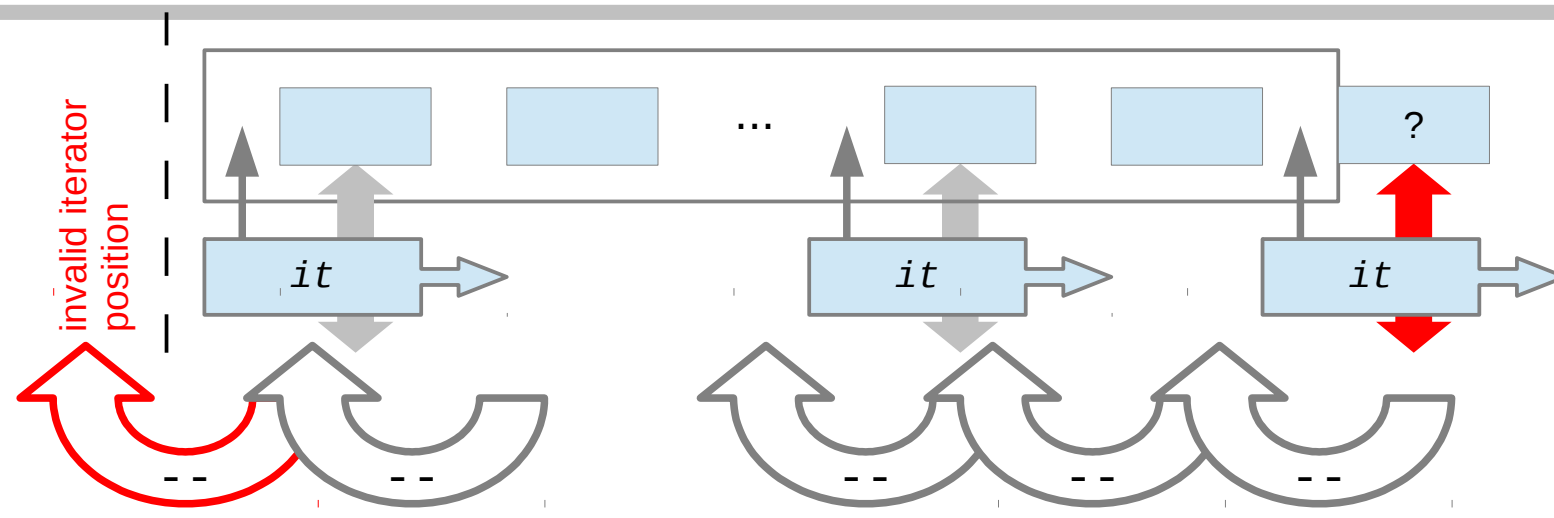 invalid iterator
position
...
?
it
it
it
--
--
--
--
--